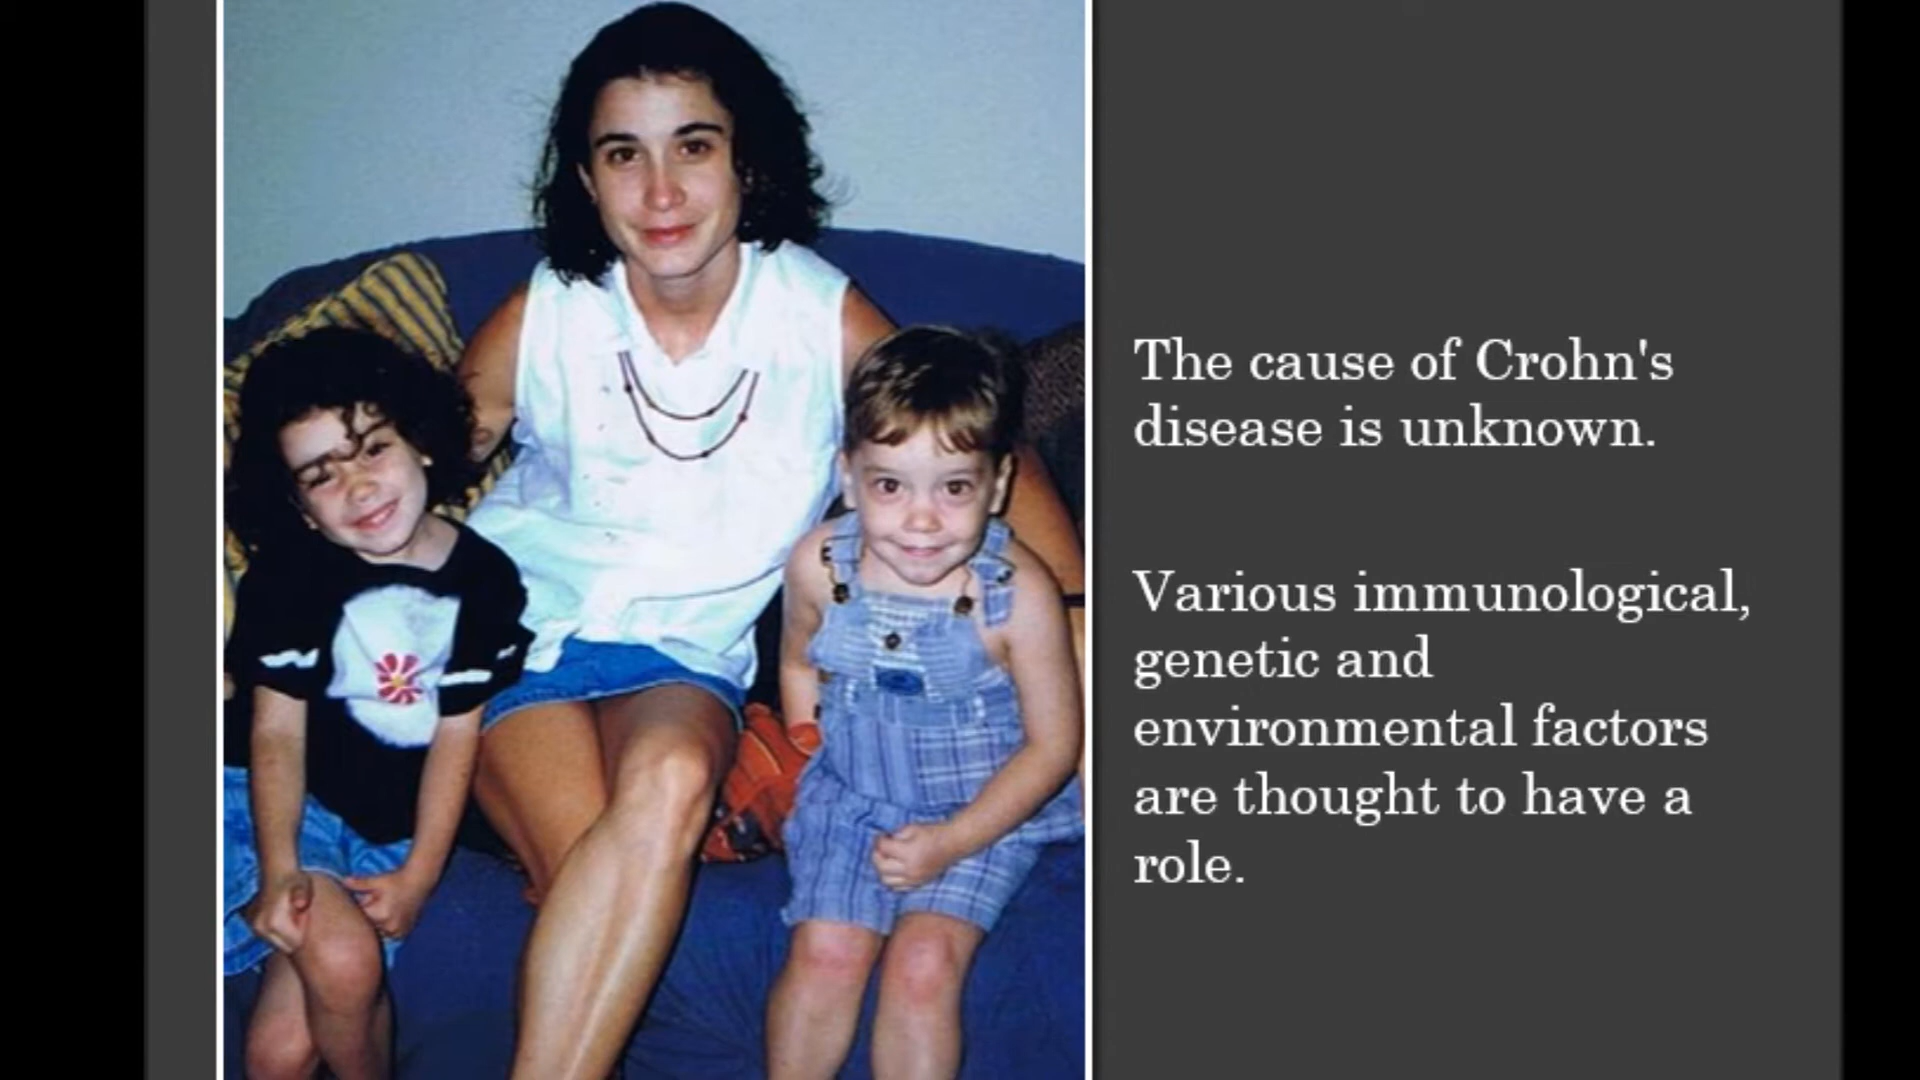 The cause of Crohn's
disease is unknown.
Various immunological,
genetic and
environmental factors
are thought to have a
role.